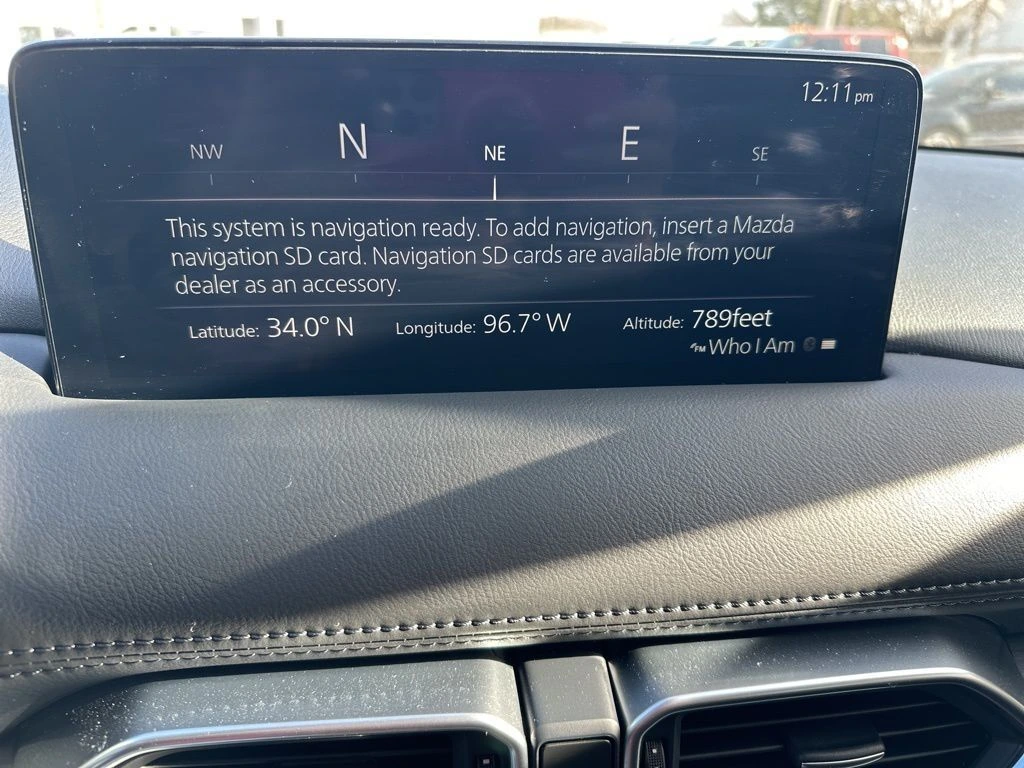 12:11pm
NW N NE E SE
This system is navigation ready. To add navigation, insert a Mazda
navigation SD card. Navigation SD cards are available from your
dealer as an accessory.
Latitude: 34.0° N Longitude: 96.7° W Altitude: 789feet
FM Who I Am